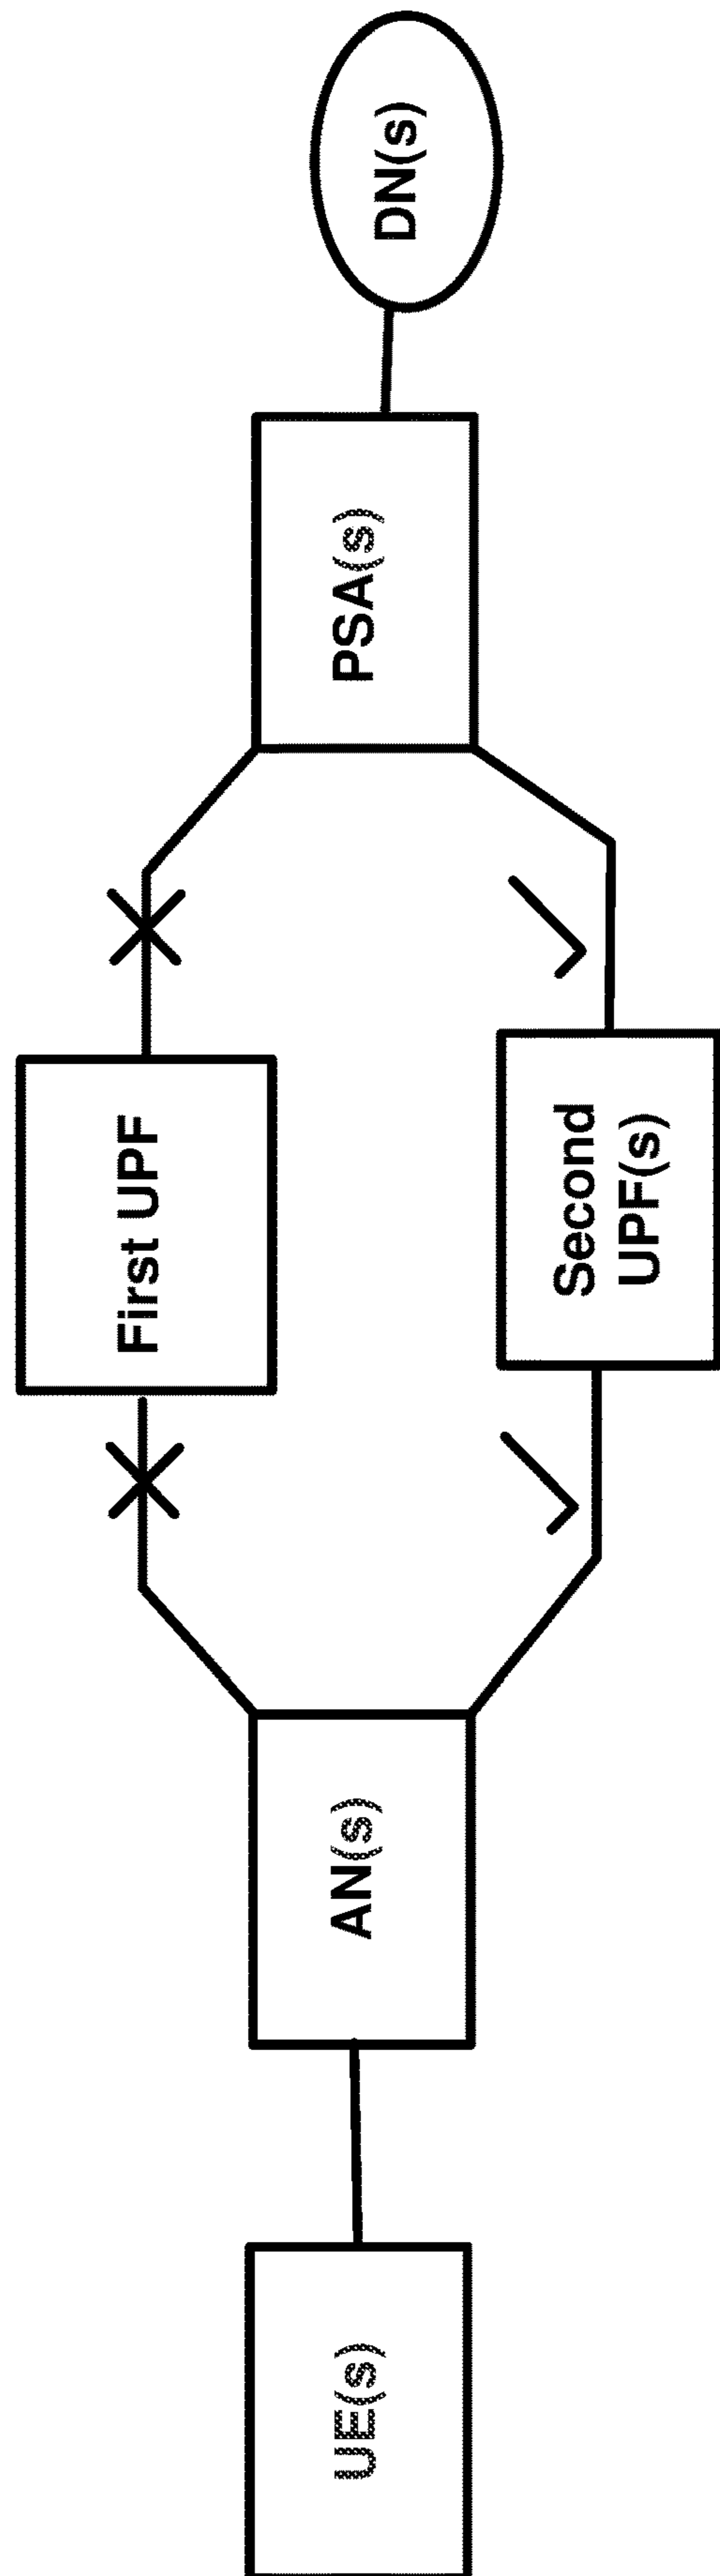 UE(s)
AN(s)
First UPF
Second
UPF(s)
PSA(s)
DN(s)